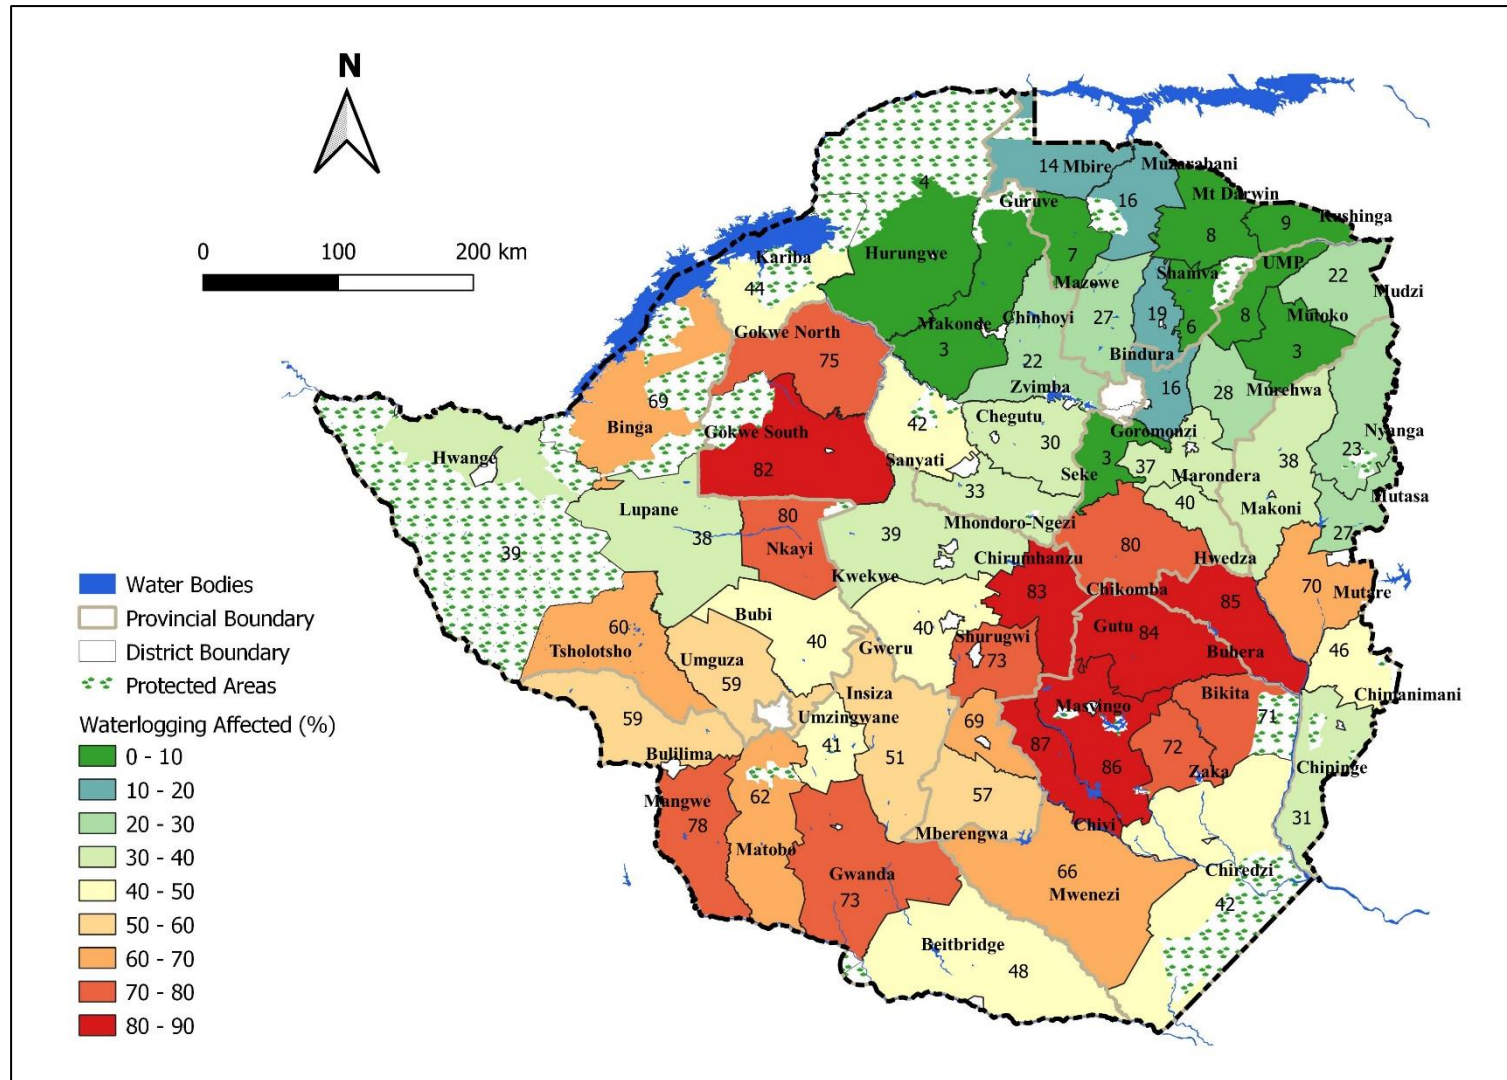 N
0 100 200 km
14 Mbire
Muzarabani
4
Mt Darwin
Guruve
16
Rushinga
9
8
Hurungwe
7
Kariba
UMP
Shamva
22
Mazowe
Mudzi
44
Makonde
Chinhoyi
27
19
6
8
Mutoko
Gokwe North
3
3
Bindura
75
22
Zvimba
16
28
Murehwa
69
Chegutu
Binga
42
30
Goromonzi
Nyanga
Gokwe South
23
Hwange
Sanyati
3
37
38
82
Seke
Marondera
33
Mutasa
Lupane
80
40
Makoni
Mhondoro-Ngezi
38
39
27
39
Nkayi
80
Hwedza
Chirumhanzu
Kwekwe
70
Mutare
83
Chikomba
85
Bubi
60
40
40
Shurugwi
Gutu
84
Tsholotsho
Umguza
Gweru
73
Buhera
46
59
Insiza
Bikita
Chimanimani
59
Umzingwane
69
Masvingo
71
Bulilima
41
51
87
86
72
Zaka
Chipinge
Mangwe
62
57
78
Mberengwa
Chivi
31
Matobo
Gwanda
66
Chiredzi
73
Mwenezi
42
Beitbridge
48
Water Bodies
Provincial Boundary
District Boundary
Protected Areas
Waterlogging Affected (%)
0 - 10
10 - 20
20 - 30
30 - 40
40 - 50
50 - 60
60 - 70
70 - 80
80 - 90